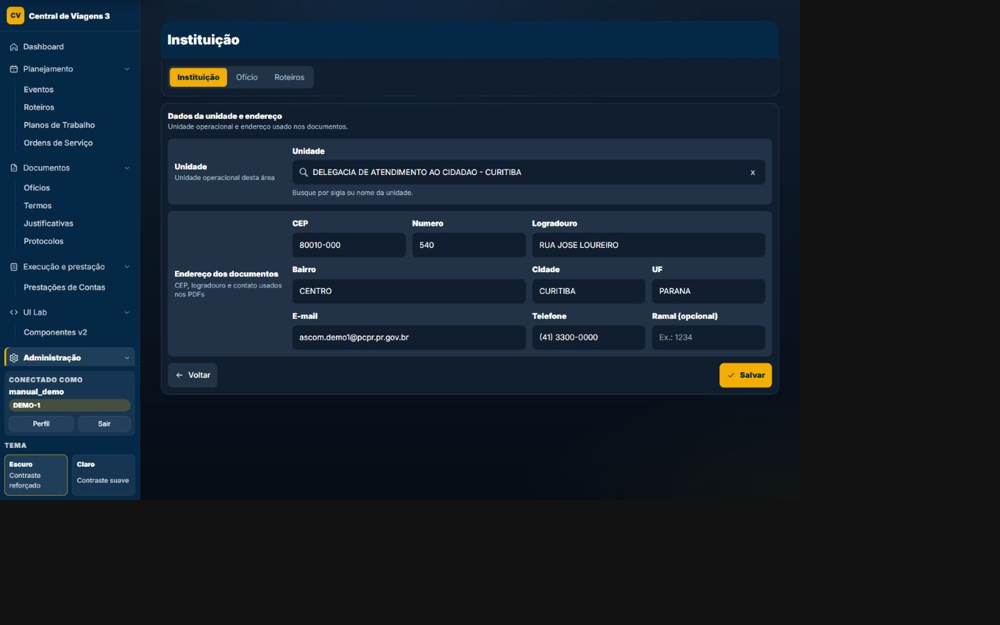 CV Central de Viagens 3
Dashboard
Planejamento
Eventos
Roteiros
Planos de Trabalho
Ordens de Serviço
Documentos
Ofícios
Termos
Justificativas
Protocolos
Execução e prestação
Prestações de Contas
UI Lab
Componentes v2
Administração
CONECTADO COMO
manual_demo
DEMO-1
Perfil Sair
TEMA
Escuro
Contraste
reforçado
Claro
Contraste suave
Instituição
Instituição Ofício Roteiros
Dados da unidade e endereço
Unidade operacional e endereço usado nos documentos.
Unidade
Unidade operacional desta área
Unidade
DELEGACIA DE ATENDIMENTO AO CIDADAO - CURITIBA x
Busque por sigla ou nome da unidade.
Endereço dos documentos
CEP, logradouro e contato usados
nos PDFs
CEP Numero Logradouro
80010-000 540 RUA JOSE LOUREIRO
Bairro Cidade UF
CENTRO CURITIBA PARANA
E-mail Telefone Ramal (opcional)
ascom.demo1@pcpr.pr.gov.br (41) 3300-0000 Ex.: 1234
Voltar Salvar